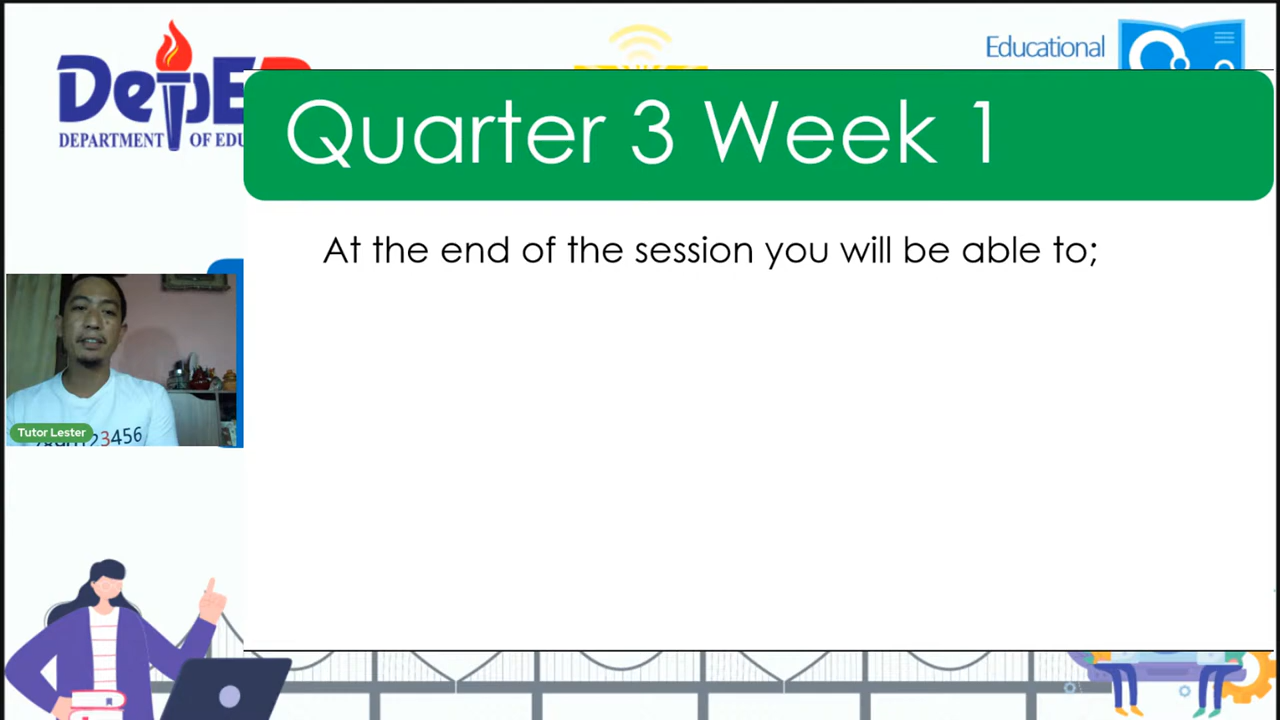 DepE
DEPARTMENT OF EDU
Educational
Quarter 3 Week 1
At the end of the session you will be able to;
Tutor Lester
23456